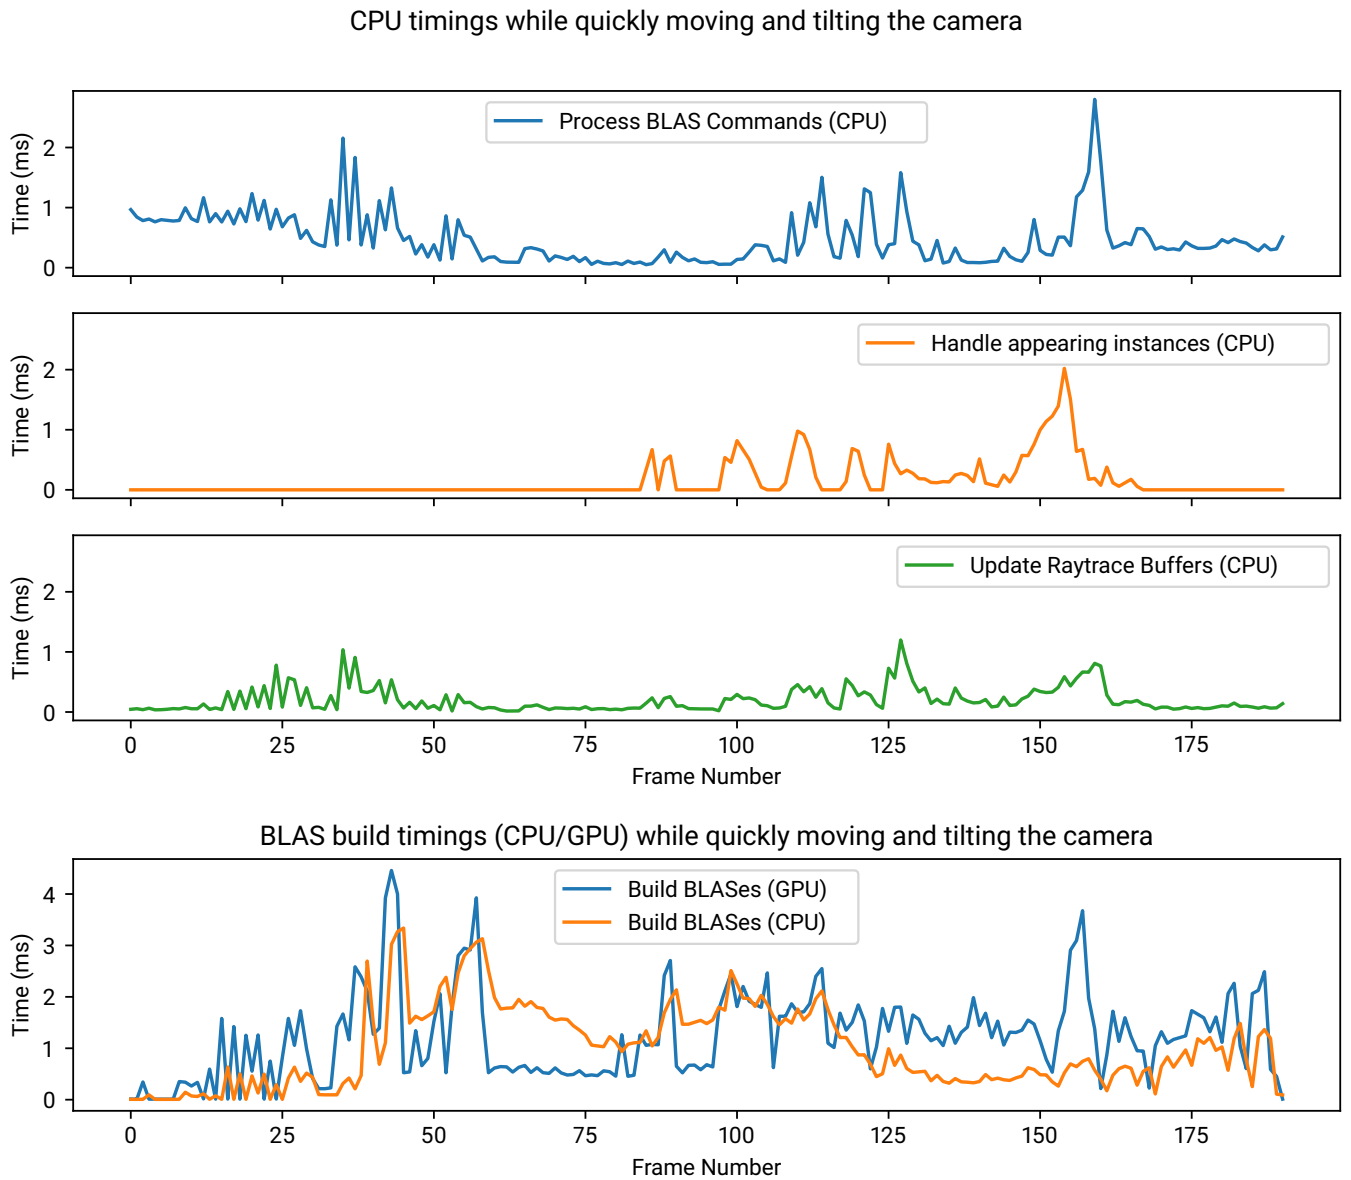 CPU timings while quickly moving and tilting the camera
Process BLAS Commands (CPU)
Time (ms)
2
1
0
Handle appearing instances (CPU)
Time (ms)
2
1
0
Update Raytrace Buffers (CPU)
Time (ms)
2
1
0
0 25 50 75 100 125 150 175
Frame Number
BLAS build timings (CPU/GPU) while quickly moving and tilting the camera
Build BLASes (GPU)
Build BLASes (CPU)
Time (ms)
4
3
2
1
0
0 25 50 75 100 125 150 175
Frame Number